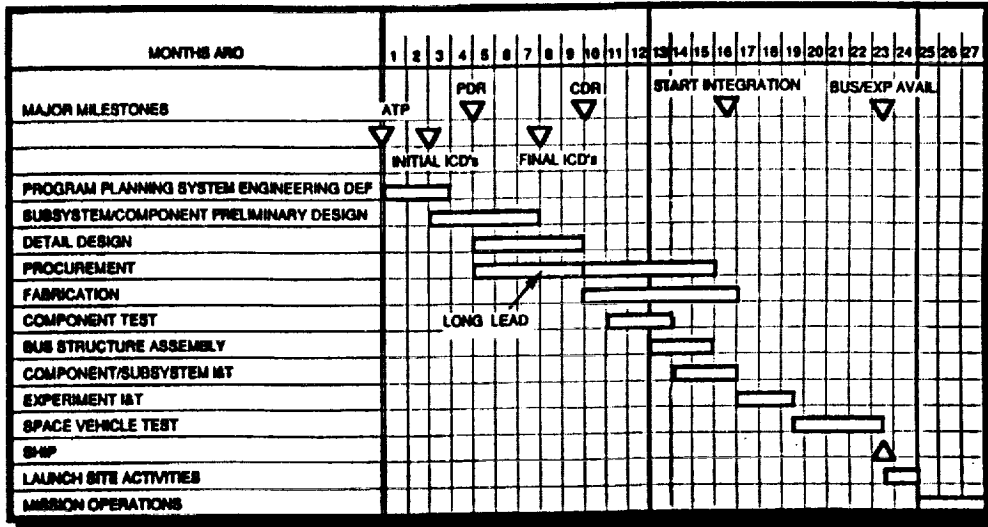 MONTHS ARO 1 2 3 4 5 6 7 8 9 10 11 12 13 14 15 16 17 18 19 20 21 22 23 24 25 26 27
PDR CDR START INTEGRATION BUS/EXP AVAIL
MAJOR MILESTONES ATP
INITIAL ICD's FINAL ICD's
PROGRAM PLANNING SYSTEM ENGINEERING DEF
SUBSYSTEM/COMPONENT PRELIMINARY DESIGN
DETAIL DESIGN
PROCUREMENT
FABRICATION
LONG LEAD
COMPONENT TEST
BUS STRUCTURE ASSEMBLY
COMPONENT/SUBSYSTEM I&T
EXPERIMENT I&T
SPACE VEHICLE TEST
SHIP
LAUNCH SITE ACTIVITIES
MISSION OPERATIONS